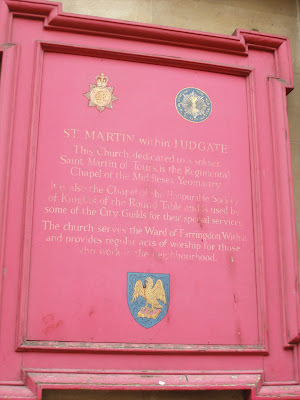 ST. MARTIN within LUDGATE
This Church dedicated to a soldier,
Saint Martin of Tours, is the Regimental
Chapel of the Middlesex Yeomanry.
It is also the Chapel of the Honourable Society
of Knights of the Round Table and is used by
some of the City Guilds for their special services.
The church serves the Ward of Farringdon Within
and provides regular acts of worship for those
who work in the neighbourhood.